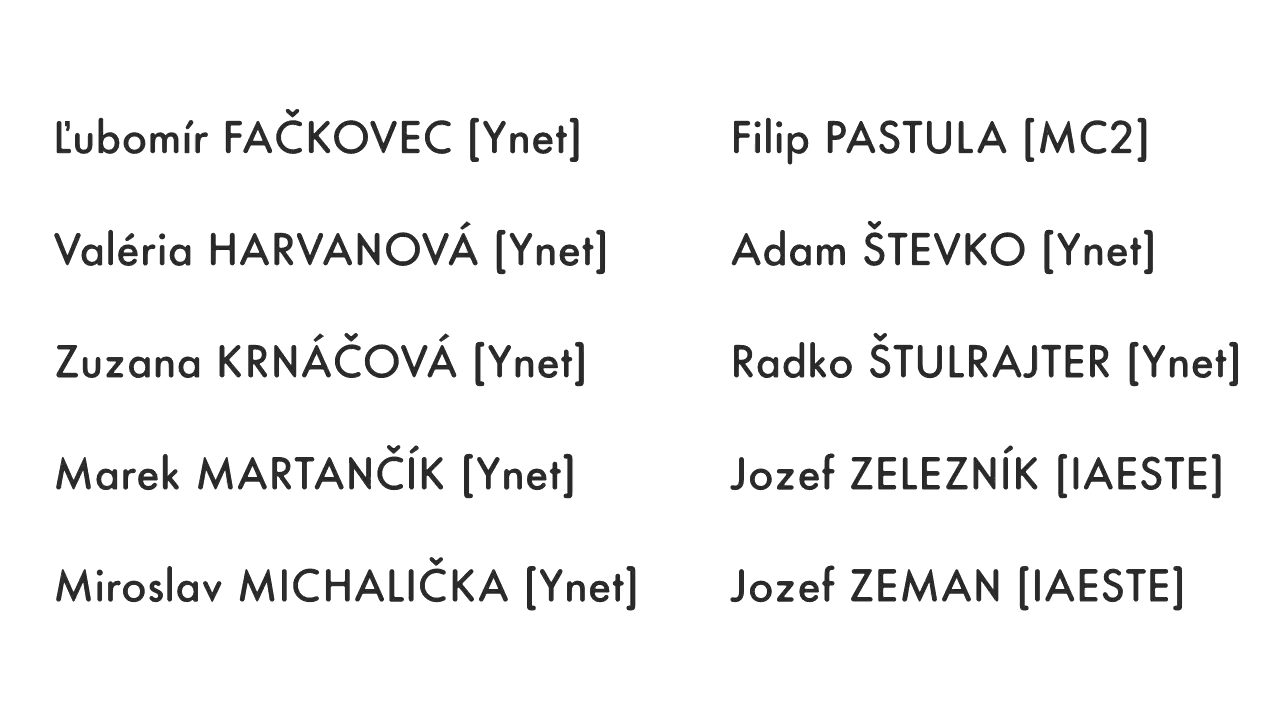 Ľubomír FAČKOVEC [Ynet]
Valéria HARVANOVÁ [Ynet]
Zuzana KRNÁČOVÁ [Ynet]
Marek MARTANČÍK [Ynet]
Miroslav MICHALIČKA [Ynet]
Filip PASTULA [MC2]
Adam ŠTEVKO [Ynet]
Radko ŠTULRAJTER [Ynet]
Jozef ZELEZNÍK [IAESTE]
Jozef ZEMAN [IAESTE]